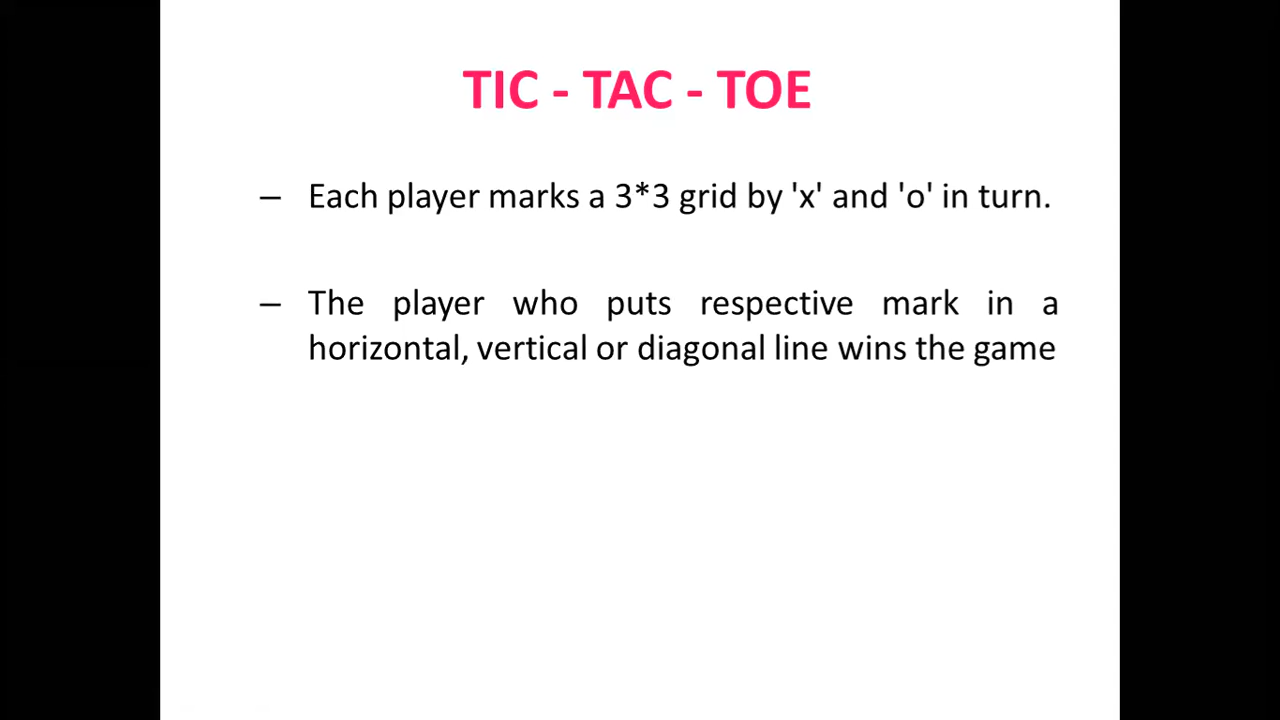 TIC - TAC - TOE
– Each player marks a 3*3 grid by 'x' and 'o' in turn.
– The player who puts respective mark in a
horizontal, vertical or diagonal line wins the game